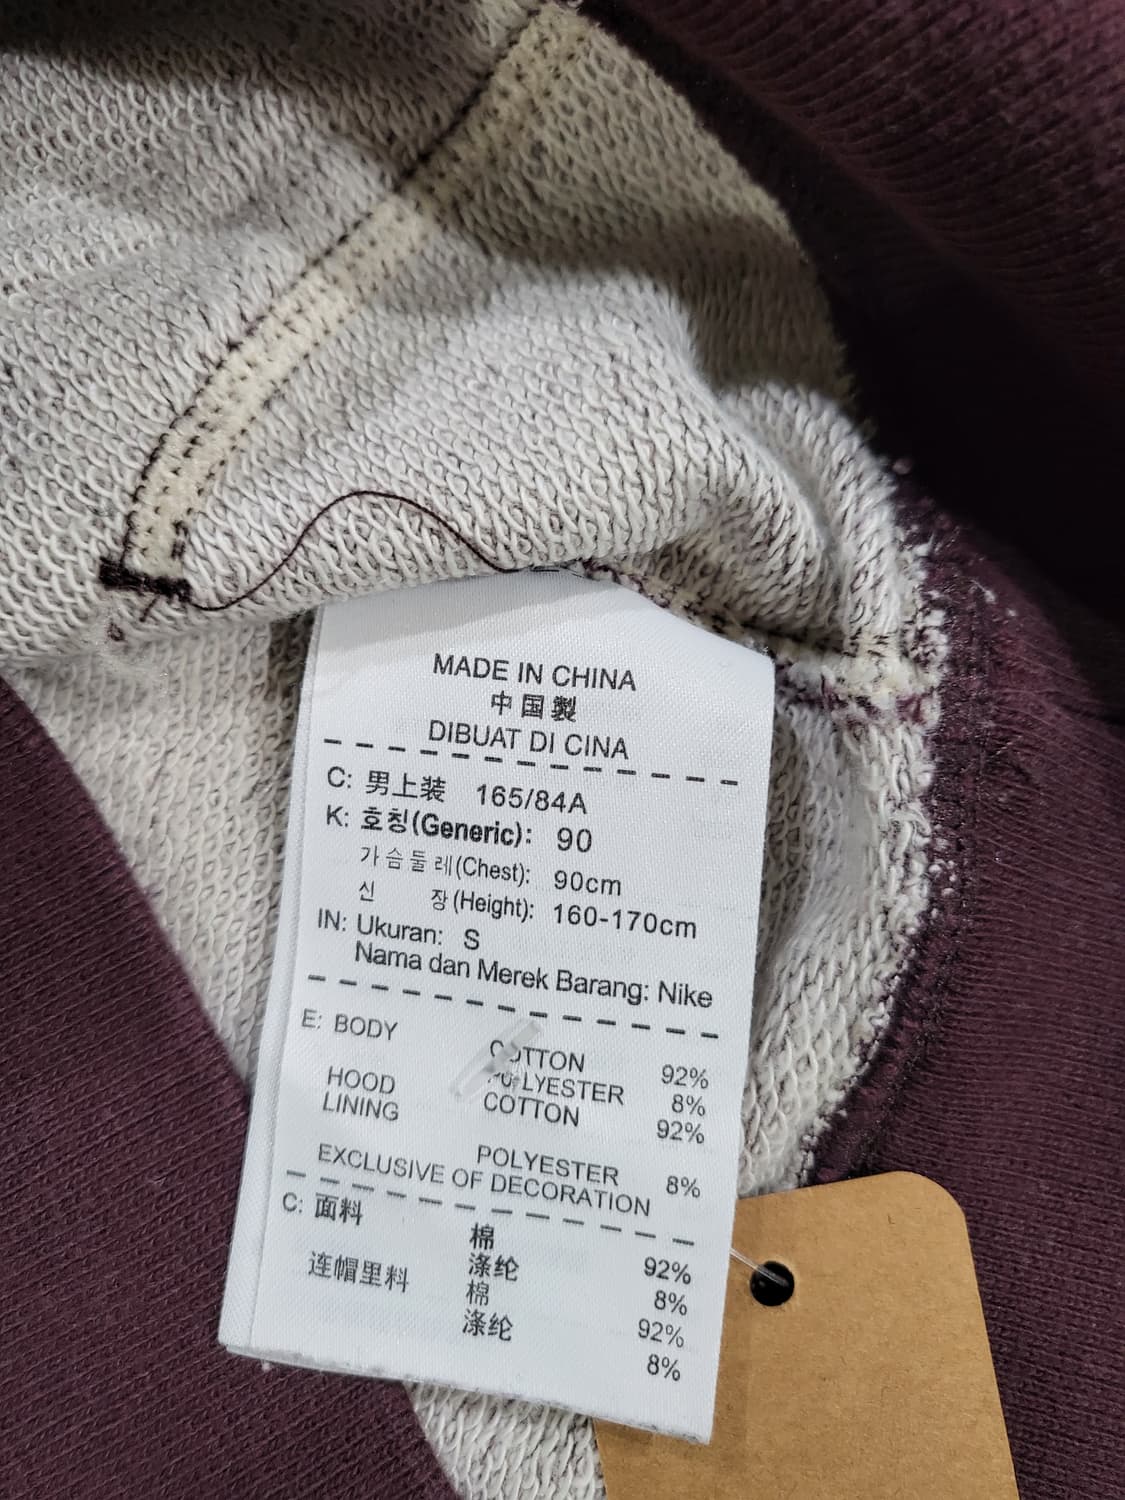 MADE IN CHINA
中国製
DIBUAT DI CINA
C: 男上装 165/84A
K: 호칭(Generic): 90
가슴둘레(Chest): 90cm
신 장(Height): 160-170cm
IN: Ukuran: S
Nama dan Merek Barang: Nike
E: BODY COTTON 92%
POLYESTER 8%
HOOD LINING COTTON 92%
POLYESTER 8%
EXCLUSIVE OF DECORATION
C: 面料 棉 92%
涤纶 8%
连帽里料 棉 92%
涤纶 8%